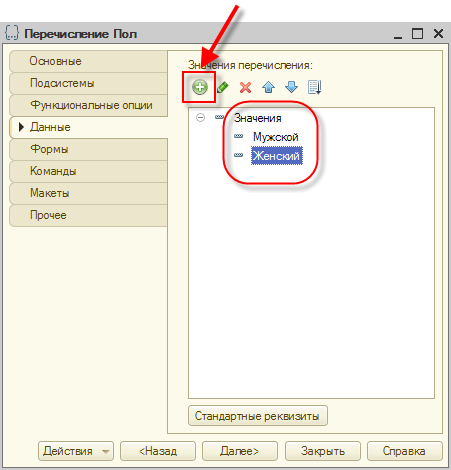 Перечисление Пол
Основные
Подсистемы
Функциональные опции
Данные
Формы
Команды
Макеты
Прочее
Значения перечисления:
Значения
Мужской
Женский
Стандартные реквизиты
Действия
<Назад
Далее>
Закрыть
Справка